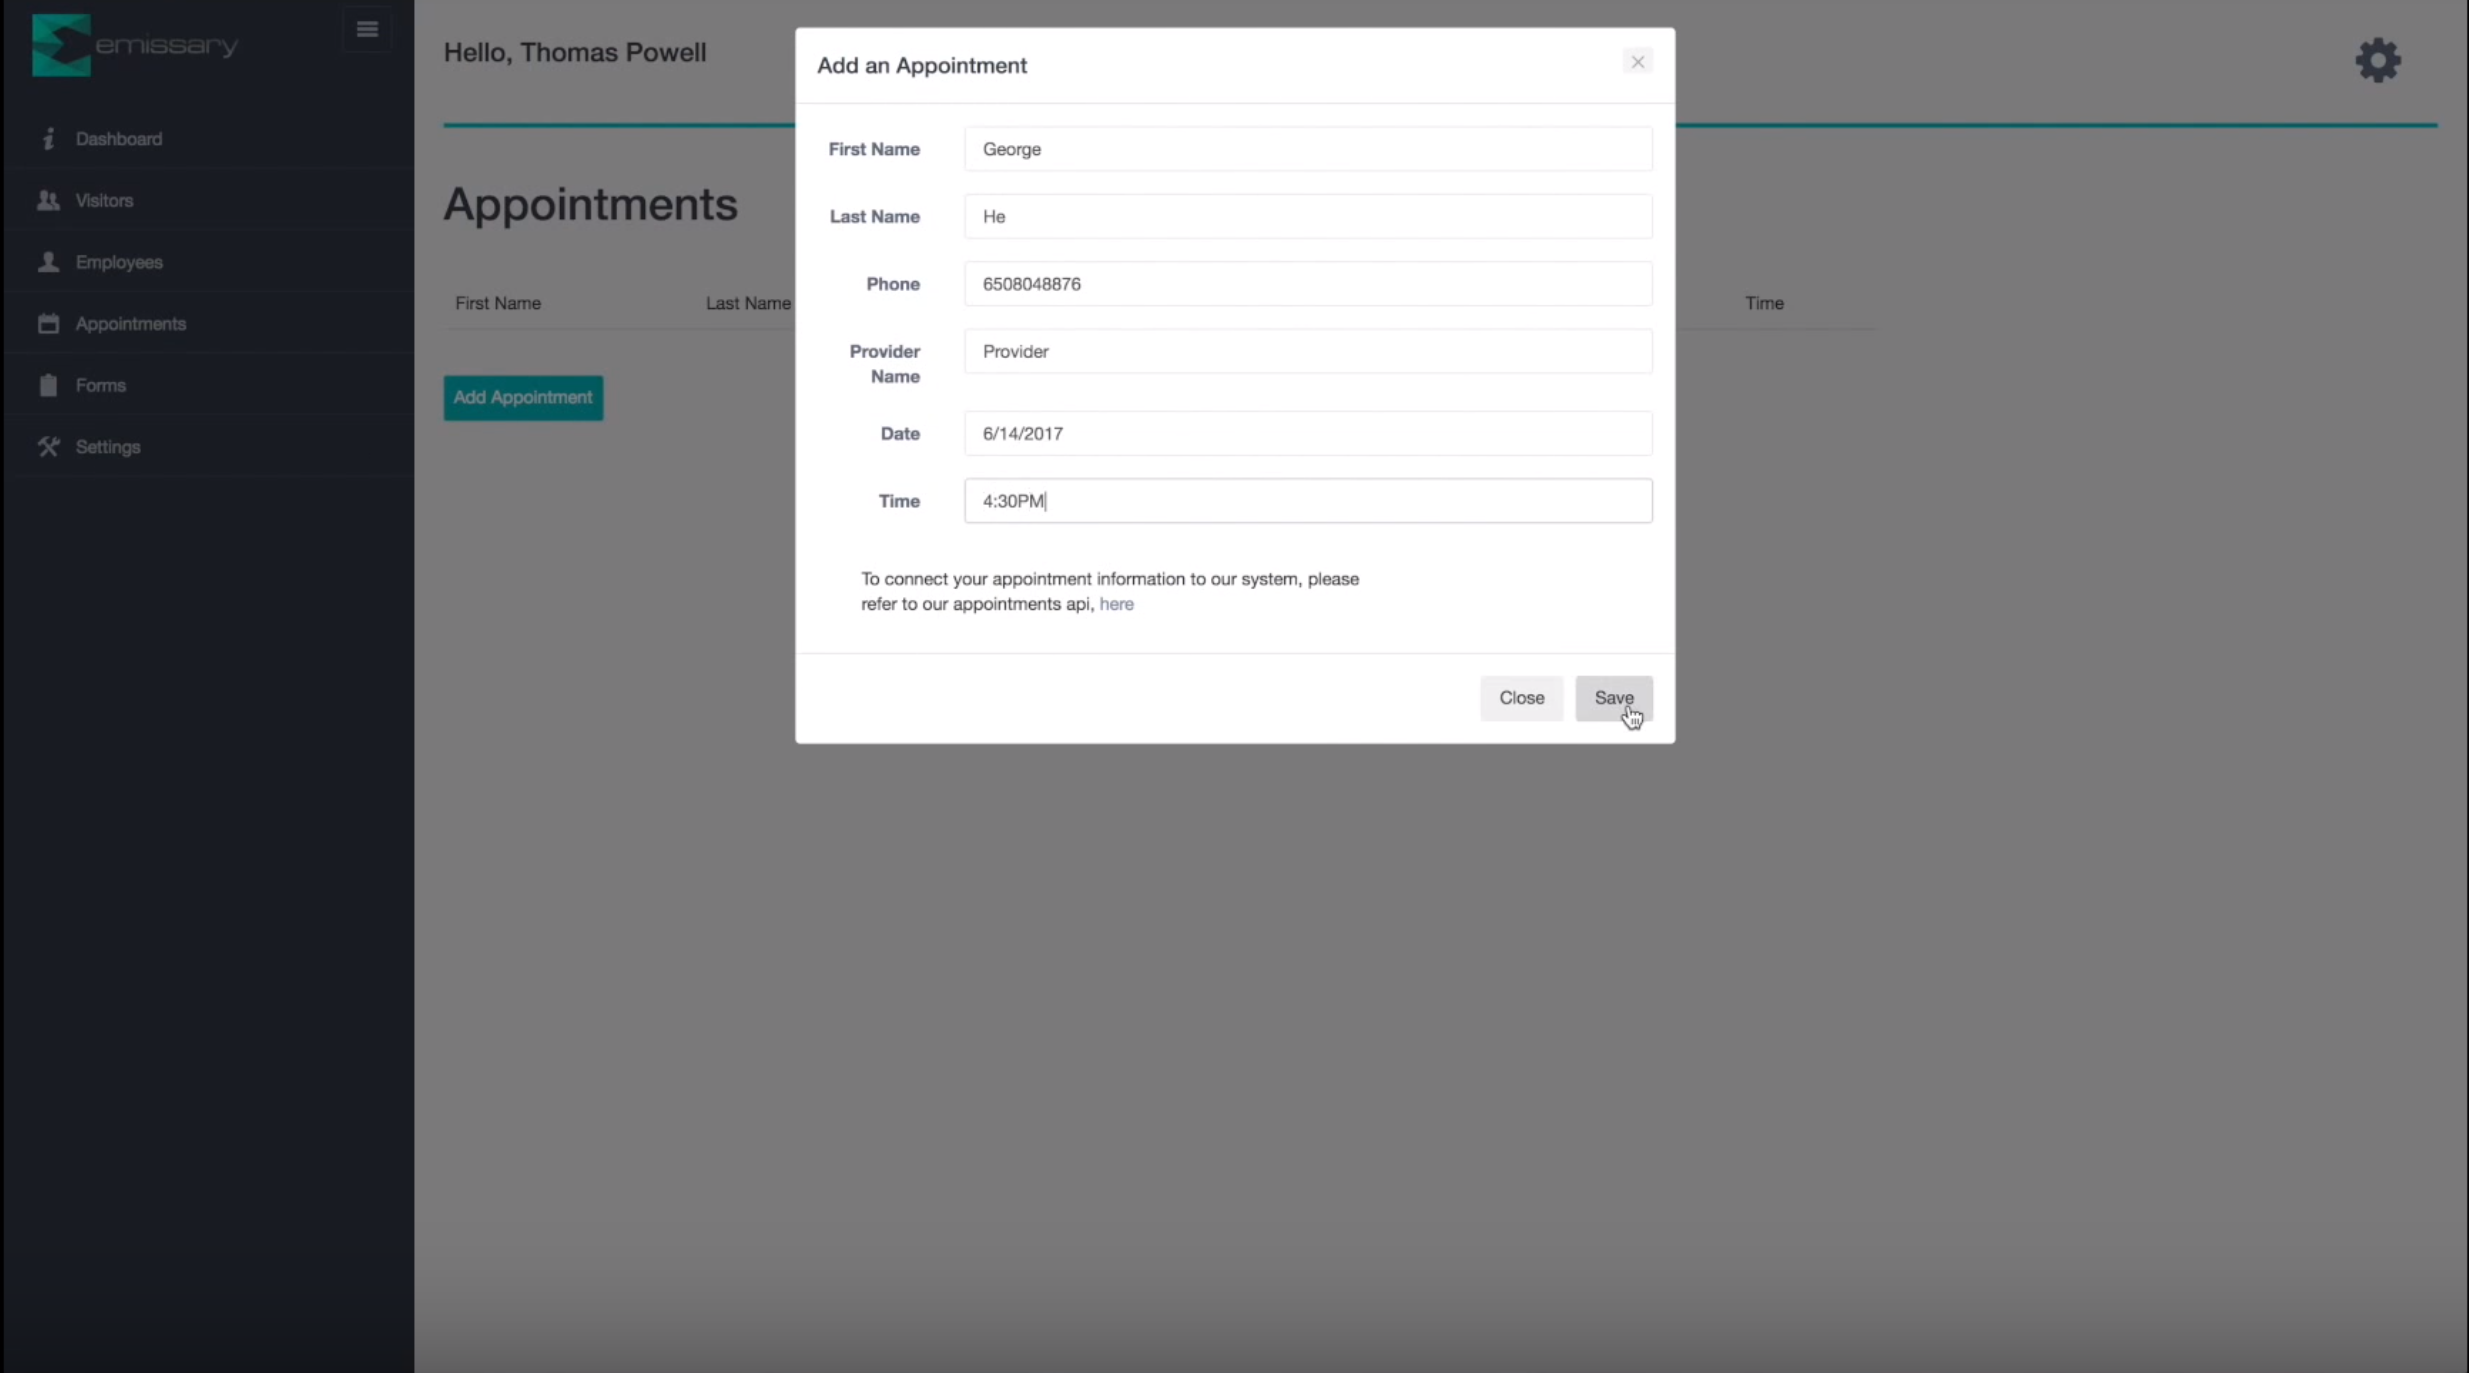 emissary
Dashboard
Visitors
Employees
Appointments
Forms
Settings
Hello, Thomas Powell
Appointments
First Name Last Name Time
Add Appointment
Add an Appointment
First Name George
Last Name He
Phone 6508048876
Provider Name Provider
Date 6/14/2017
Time 4:30PM
To connect your appointment information to our system, please
refer to our appointments api, here
Close Save